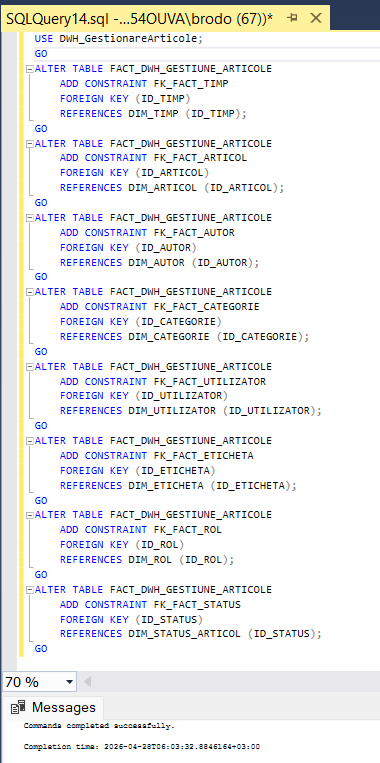 SQLQuery14.sql -...54OUVA\brodo (67))*
USE DWH_GestionareArticole;
GO
ALTER TABLE FACT_DWH_GESTIUNE_ARTICOLE
ADD CONSTRAINT FK_FACT_TIMP
FOREIGN KEY (ID_TIMP)
REFERENCES DIM_TIMP (ID_TIMP);
GO
ALTER TABLE FACT_DWH_GESTIUNE_ARTICOLE
ADD CONSTRAINT FK_FACT_ARTICOL
FOREIGN KEY (ID_ARTICOL)
REFERENCES DIM_ARTICOL (ID_ARTICOL);
GO
ALTER TABLE FACT_DWH_GESTIUNE_ARTICOLE
ADD CONSTRAINT FK_FACT_AUTOR
FOREIGN KEY (ID_AUTOR)
REFERENCES DIM_AUTOR (ID_AUTOR);
GO
ALTER TABLE FACT_DWH_GESTIUNE_ARTICOLE
ADD CONSTRAINT FK_FACT_CATEGORIE
FOREIGN KEY (ID_CATEGORIE)
REFERENCES DIM_CATEGORIE (ID_CATEGORIE);
GO
ALTER TABLE FACT_DWH_GESTIUNE_ARTICOLE
ADD CONSTRAINT FK_FACT_UTILIZATOR
FOREIGN KEY (ID_UTILIZATOR)
REFERENCES DIM_UTILIZATOR (ID_UTILIZATOR);
GO
ALTER TABLE FACT_DWH_GESTIUNE_ARTICOLE
ADD CONSTRAINT FK_FACT_ETICHETA
FOREIGN KEY (ID_ETICHETA)
REFERENCES DIM_ETICHETA (ID_ETICHETA);
GO
ALTER TABLE FACT_DWH_GESTIUNE_ARTICOLE
ADD CONSTRAINT FK_FACT_ROL
FOREIGN KEY (ID_ROL)
REFERENCES DIM_ROL (ID_ROL);
GO
ALTER TABLE FACT_DWH_GESTIUNE_ARTICOLE
ADD CONSTRAINT FK_FACT_STATUS
FOREIGN KEY (ID_STATUS)
REFERENCES DIM_STATUS_ARTICOL (ID_STATUS);
GO
70 %
Messages
Commands completed successfully.
Completion time: 2026-04-28T06:03:32.8846164+03:00